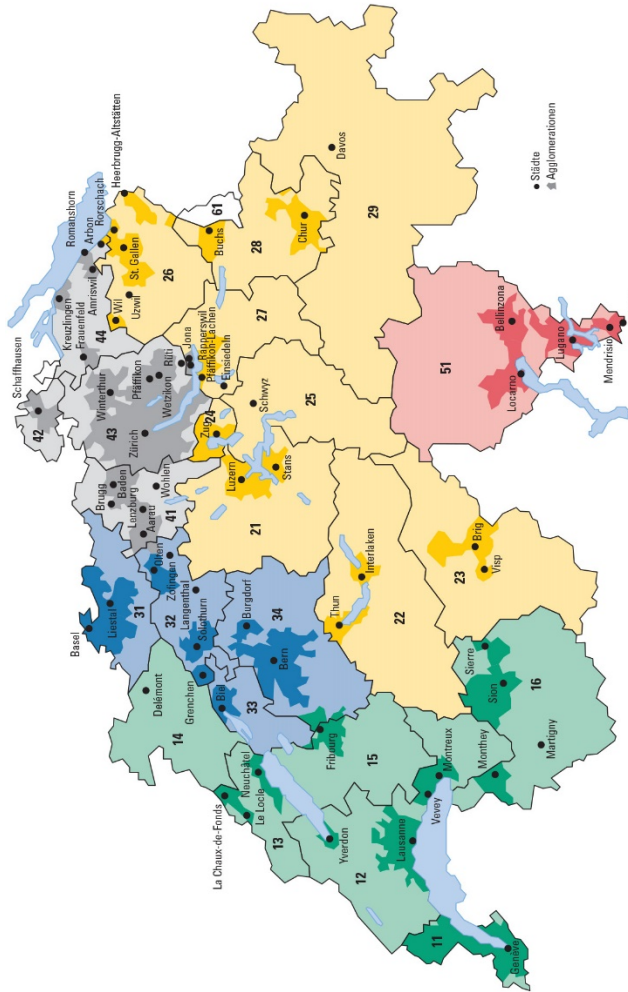 Schaffhausen
42
Kreuzlingen
Frauenfeld
Romanshorn
Arbon
Rorschach
Amriswil
44
Heerbrugg-Altstätten
St. Gallen
Wil
Uzwil
26
Winterthur
Pfäffikon
Rüti
Wetzikon
Jona
Rapperswil
Pfäffikon-Lachen
Einsiedeln
43
Zürich
Brugg
Baden
Lenzburg
Aarau
Wohlen
41
Basel
Liestal
31
Olten
Zofingen
Langenthal
32
Solothurn
Grenchen
Delémont
14
Biel
33
Burgdorf
Bern
34
Zug
24
Luzern
Stans
21
Schwyz
25
27
61
Buchs
28
Chur
Davos
29
La Chaux-de-Fonds
Le Locle
Neuchâtel
13
Yverdon
12
Lausanne
Fribourg
15
Thun
Interlaken
22
Vevey
Montreux
Monthey
Martigny
Sion
Sierre
16
Visp
Brig
23
11
Genève
51
Locarno
Bellinzona
Lugano
Mendrisio
Städte
Agglomerationen